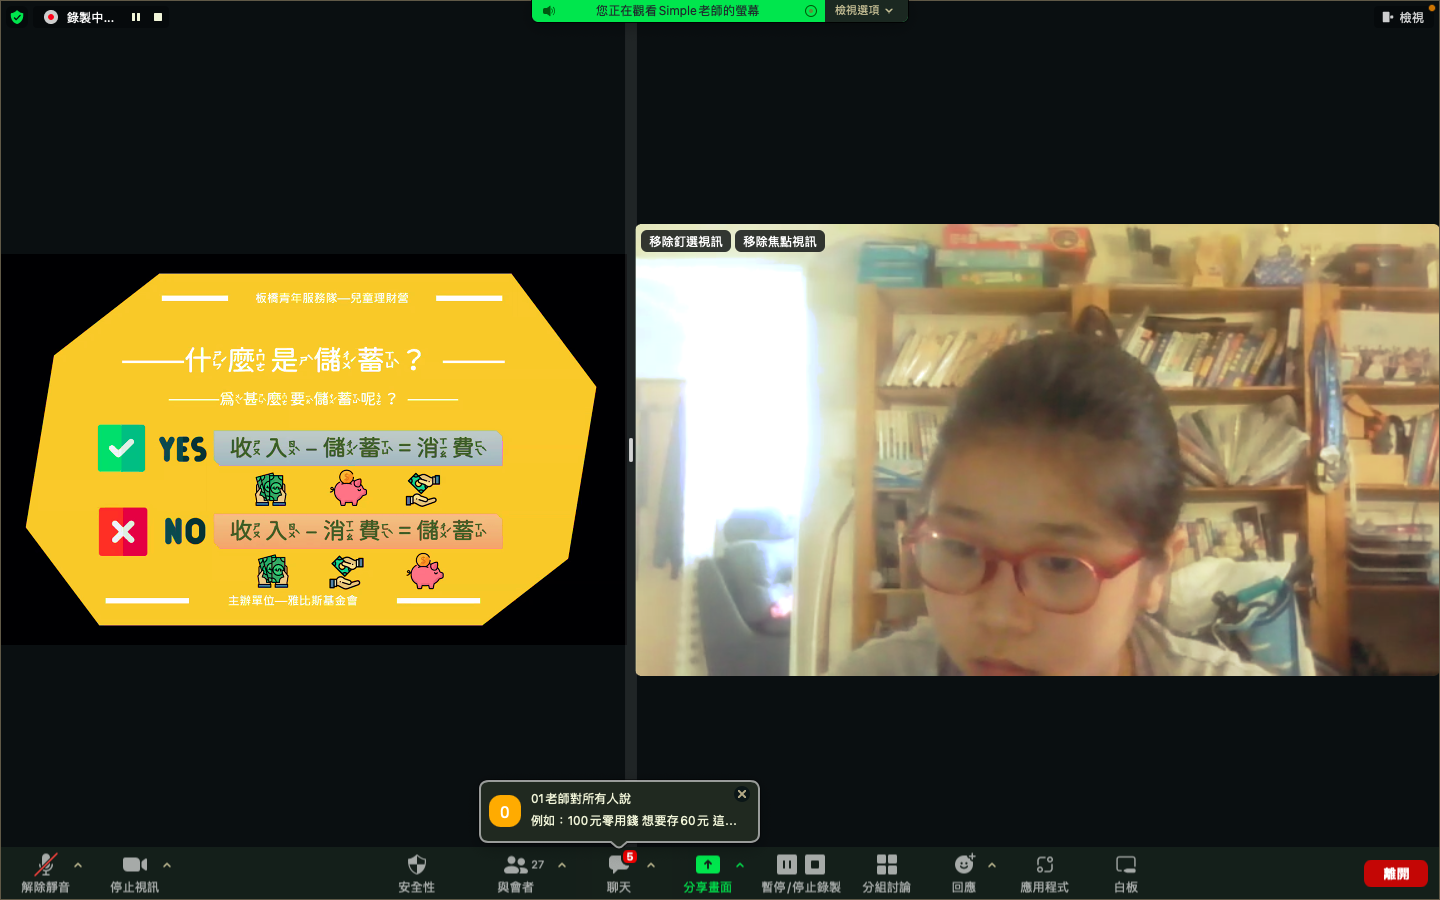 錄製中...
您正在觀看Simple老師的螢幕
檢視選項
檢視
移除釘選視訊
移除焦點視訊
板橋青年服務隊—兒童理財營
什麼是儲蓄？
為甚麼要儲蓄呢？
YES
收入－儲蓄＝消費
NO
收入－消費＝儲蓄
主辦單位—雅比斯基金會
0
01老師對所有人說
例如：100元零用錢 想要存60元 這...
解除靜音
停止視訊
安全性
27
與會者
5
聊天
分享畫面
暫停/停止錄製
分組討論
回應
應用程式
白板
離開